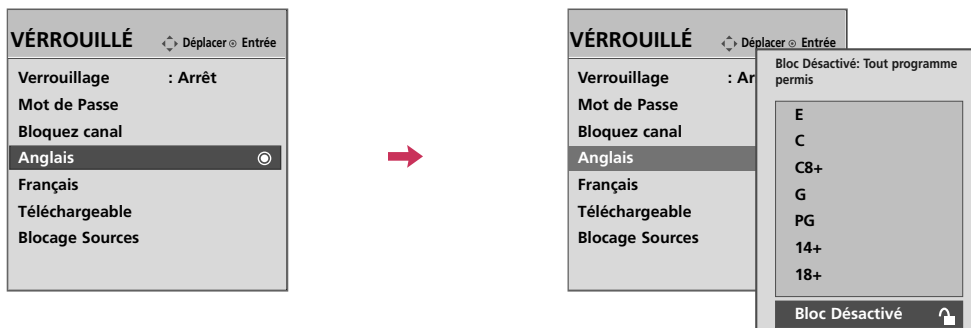 VÉRROUILLÉ Déplacer Entrée
Verrouillage : Arrêt
Mot de Passe
Bloquez canal
Anglais
Français
Téléchargeable
Blocage Sources
VÉRROUILLÉ Déplacer Entrée
Verrouillage : Ar
Mot de Passe
Bloquez canal
Anglais
Français
Téléchargeable
Blocage Sources
Bloc Désactivé: Tout programme
permis
E
C
C8+
G
PG
14+
18+
Bloc Désactivé